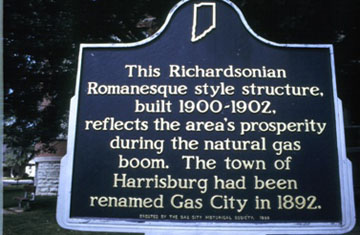 This Richardsonian
Romanesque style structure,
built 1900-1902,
reflects the area's prosperity
during the natural gas
boom. The town of
Harrisburg had been
renamed Gas City in 1892.
ERECTED BY THE GAS CITY HISTORICAL SOCIETY,